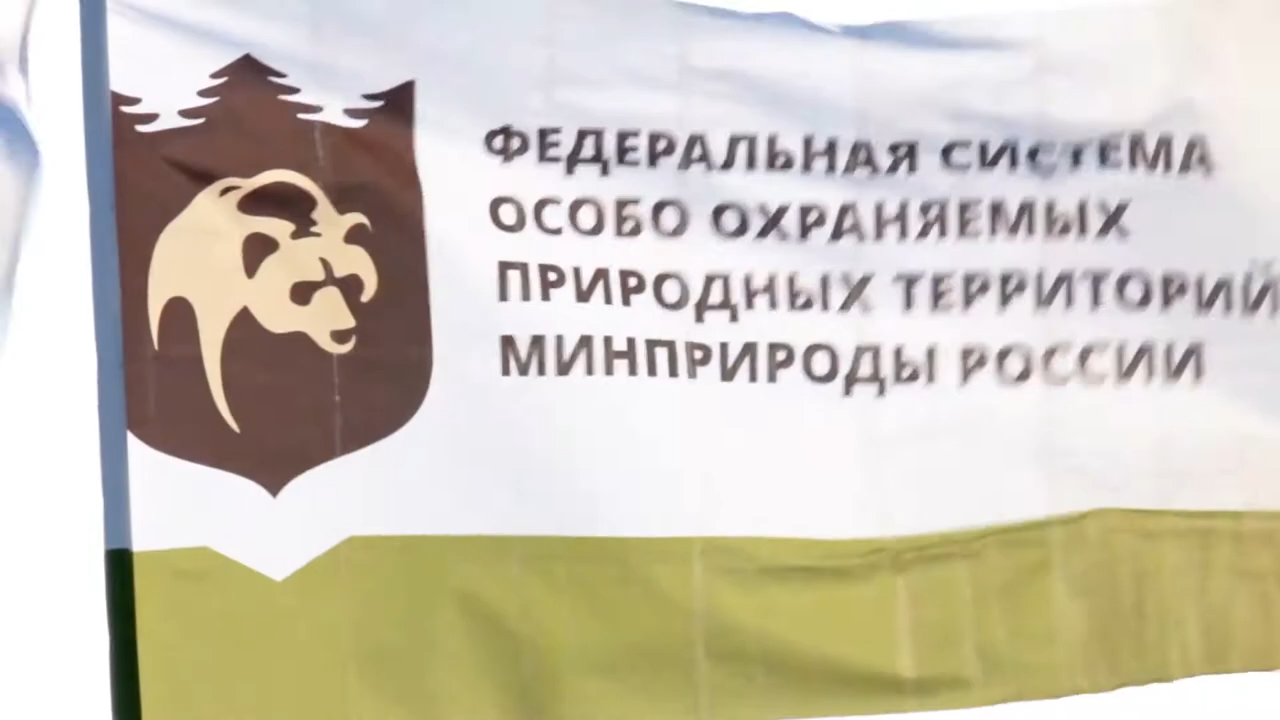 ФЕДЕРАЛЬНАЯ СИСТЕМА
ОСОБО ОХРАНЯЕМЫХ
ПРИРОДНЫХ ТЕРРИТОРИЙ
МИНПРИРОДЫ РОССИИ